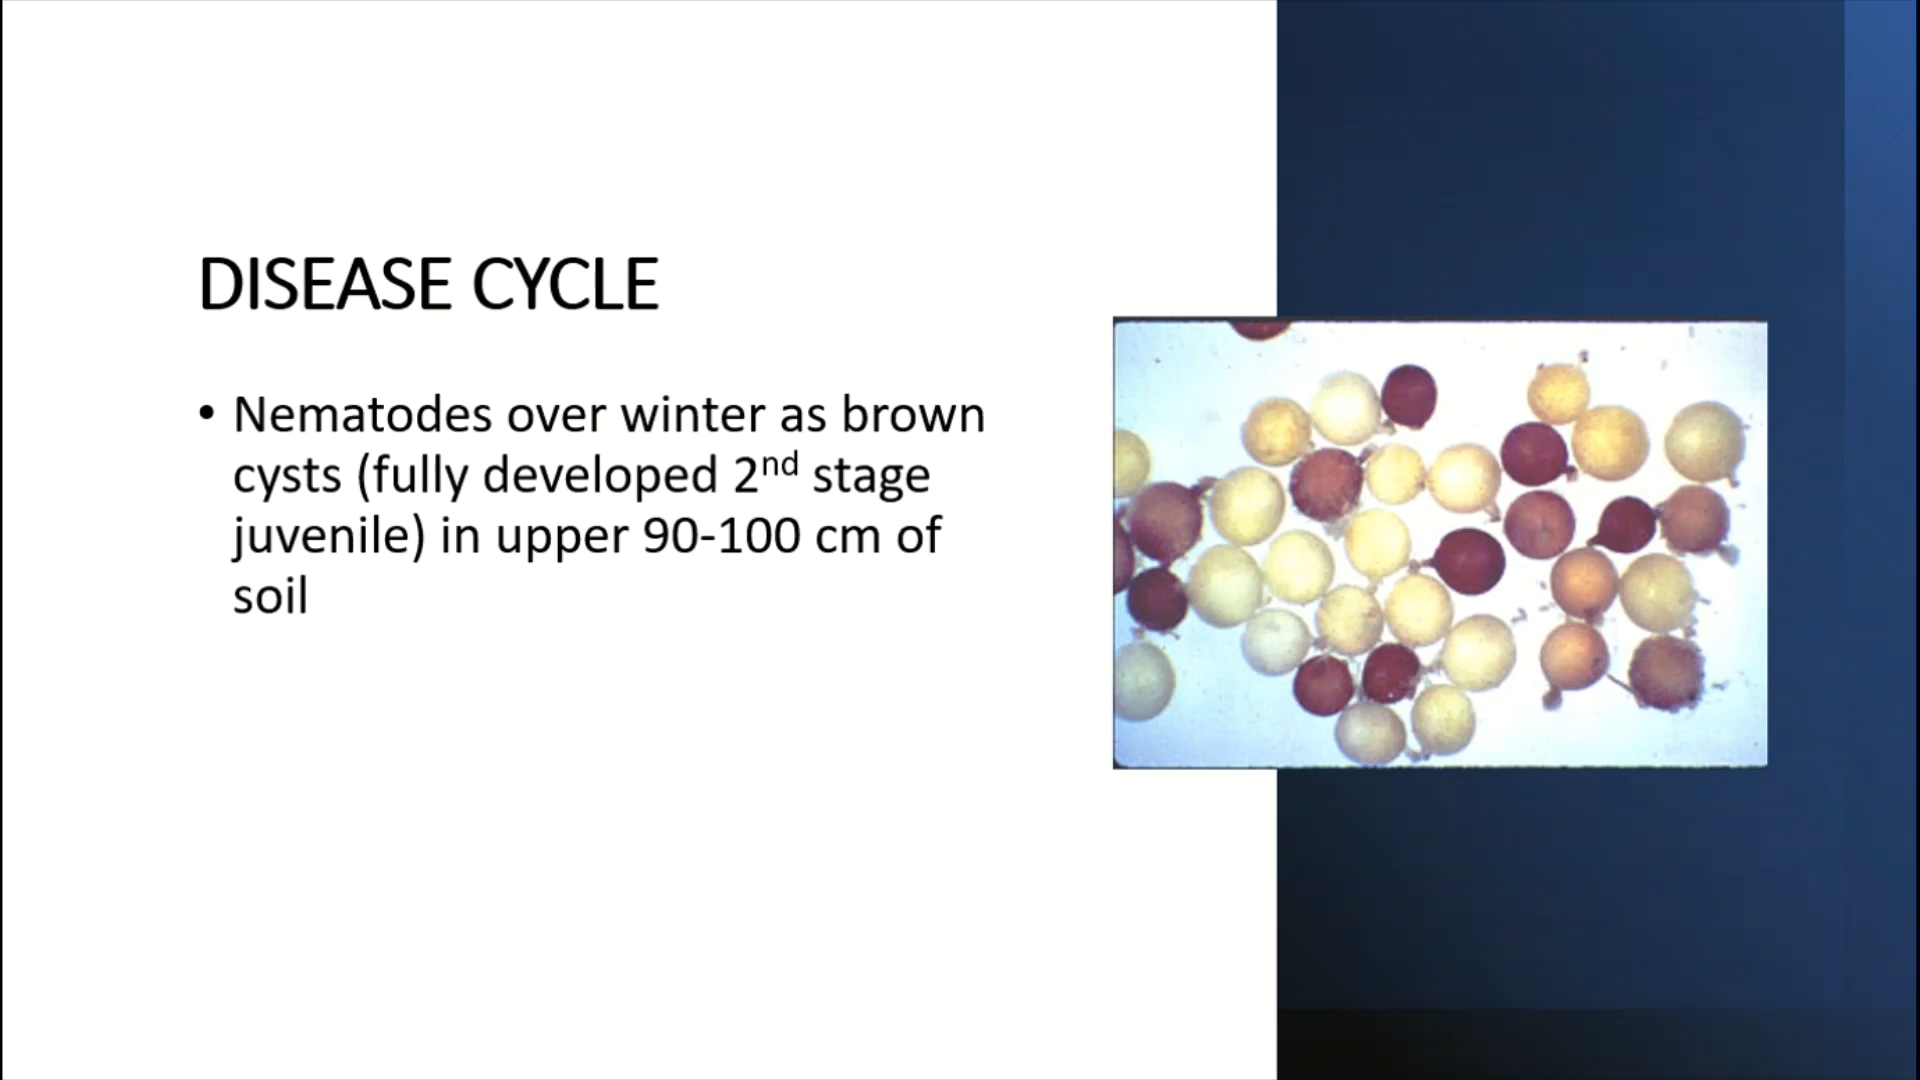 DISEASE CYCLE
• Nematodes over winter as brown
cysts (fully developed 2nd stage
juvenile) in upper 90-100 cm of
soil